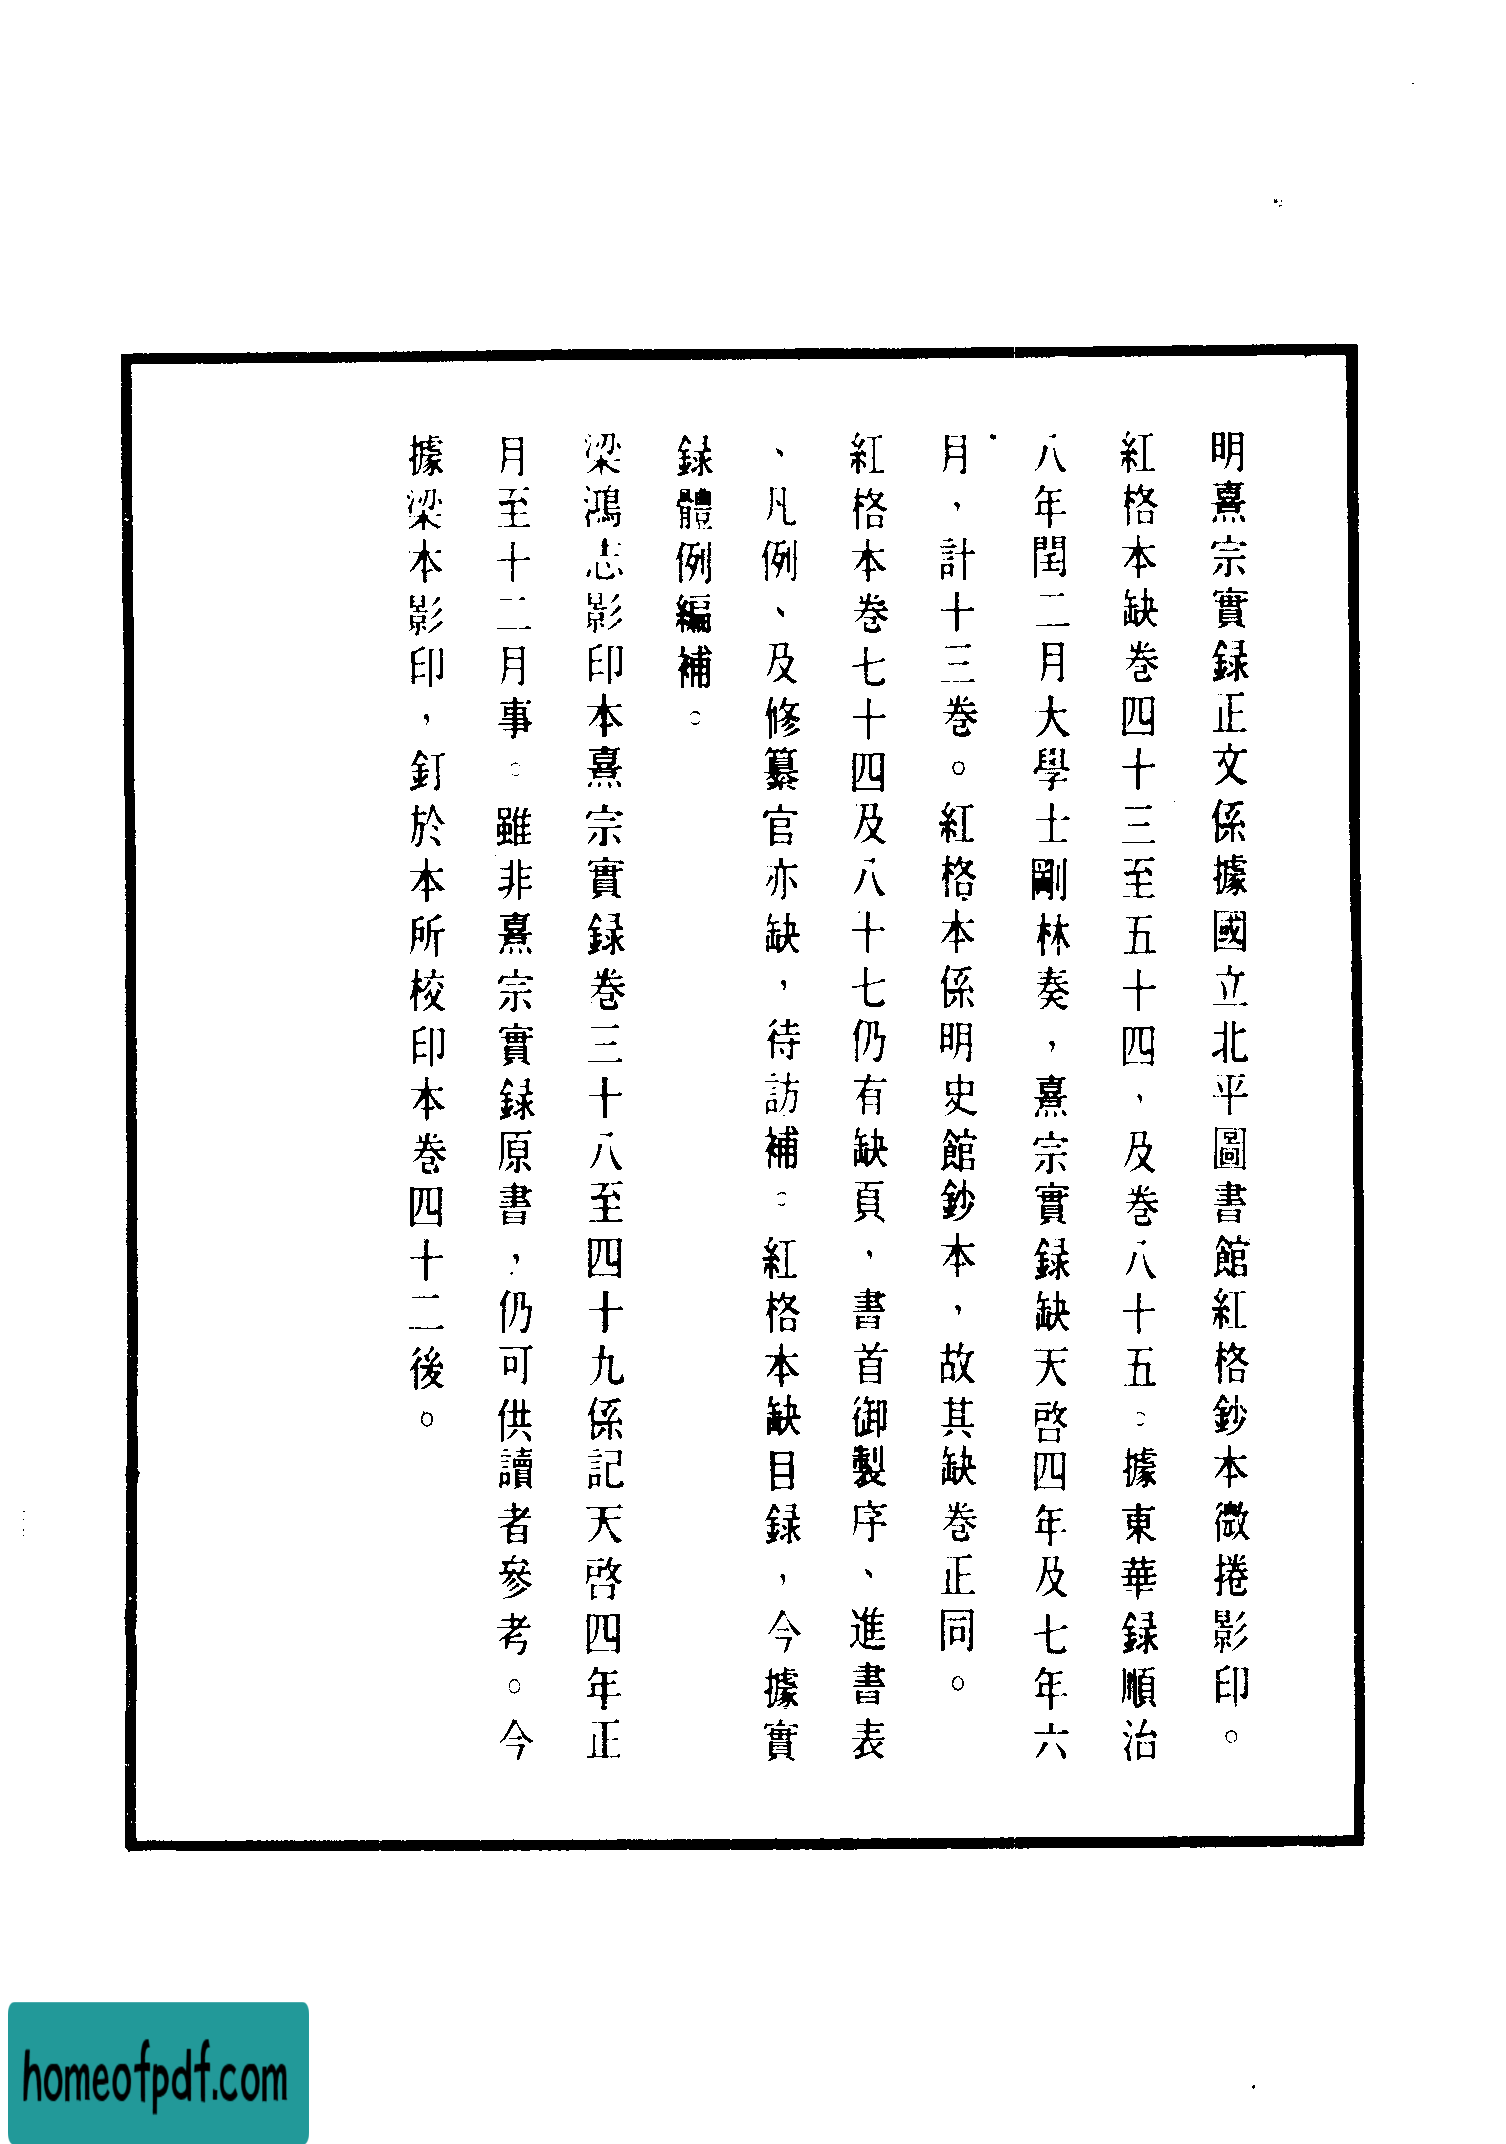 明熹宗實録正文係據國立北平圖書館紅格鈔本微捲影印。
紅格本缺卷四十三至五十四，及卷八十五。據東華録順治
八年閏二月大學士剛林奏，熹宗實録缺天啓四年及七年六
月，計十三卷。紅格本係明史館鈔本，故其缺卷正同。
紅格本卷七十四及八十七仍有缺頁，書首御製序、進書表
、凡例、及修纂官亦缺，待訪補。紅格本缺目録，今據實
録體例編補。
梁鴻志影印本熹宗實録卷三十八至四十九係記天啓四年正
月至十二月事。雖非熹宗實録原書，仍可供讀者參考。今
據梁本影印，釘於本所校印本卷四十二後。
homeofpdf.com